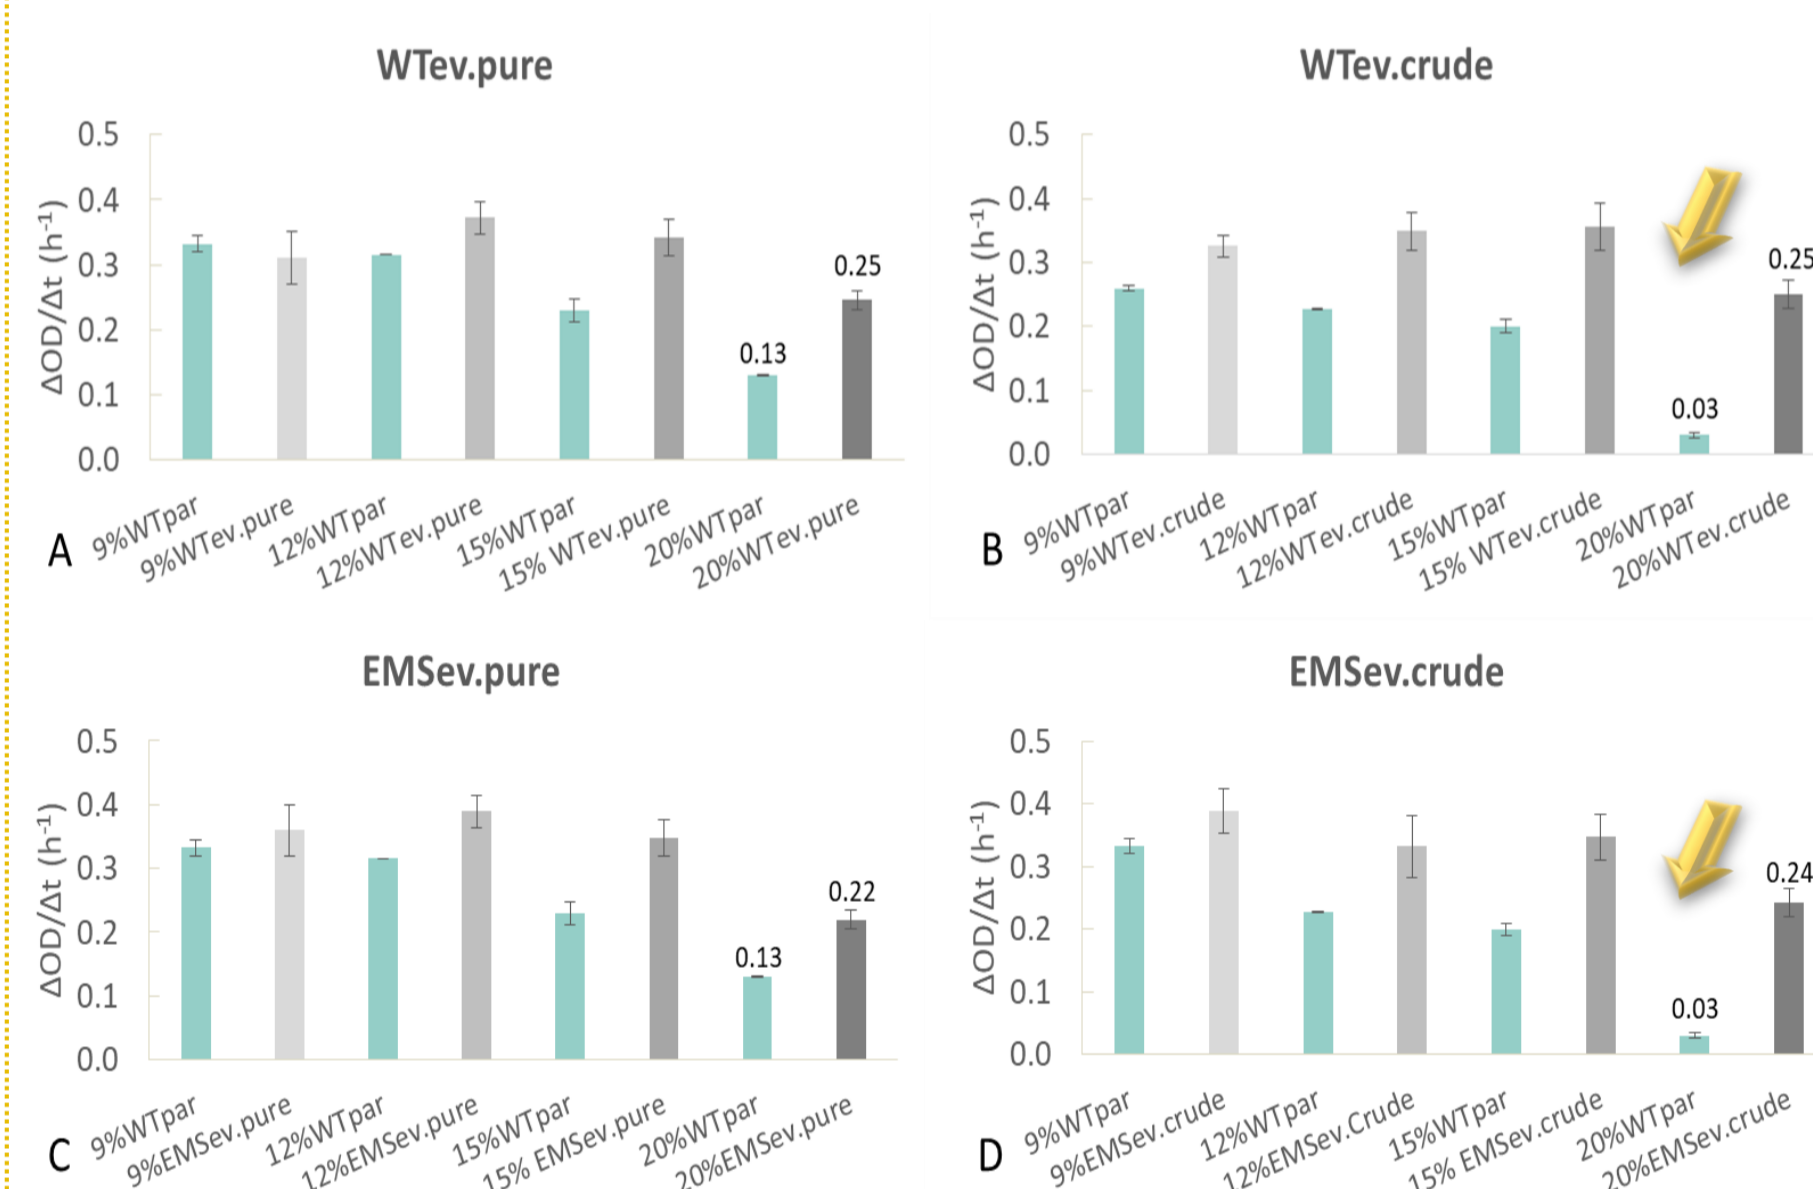 WTev.pure
ΔOD/Δt (h⁻¹)
0.5
0.4
0.3
0.2
0.1
0.0
0.13
0.25
9%WTpar
9%WTev.pure
12%WTpar
12%WTev.pure
15%WTpar
15% WTev.pure
20%WTpar
20%WTev.pure
A
WTev.crude
ΔOD/Δt (h⁻¹)
0.5
0.4
0.3
0.2
0.1
0.0
0.03
0.25
9%WTpar
9%WTev.crude
12%WTpar
12%WTev.crude
15%WTpar
15% WTev.crude
20%WTpar
20%WTev.crude
B
EMSev.pure
ΔOD/Δt (h⁻¹)
0.5
0.4
0.3
0.2
0.1
0.0
0.13
0.22
9%WTpar
9%EMSev.pure
12%WTpar
12%EMSev.pure
15%WTpar
15% EMSev.pure
20%WTpar
20%EMSev.pure
C
EMSev.crude
ΔOD/Δt (h⁻¹)
0.5
0.4
0.3
0.2
0.1
0.0
0.03
0.24
9%WTpar
9%EMSev.crude
12%WTpar
12%EMSev.Crude
15%WTpar
15% EMSev.crude
20%WTpar
20%EMSev.crude
D